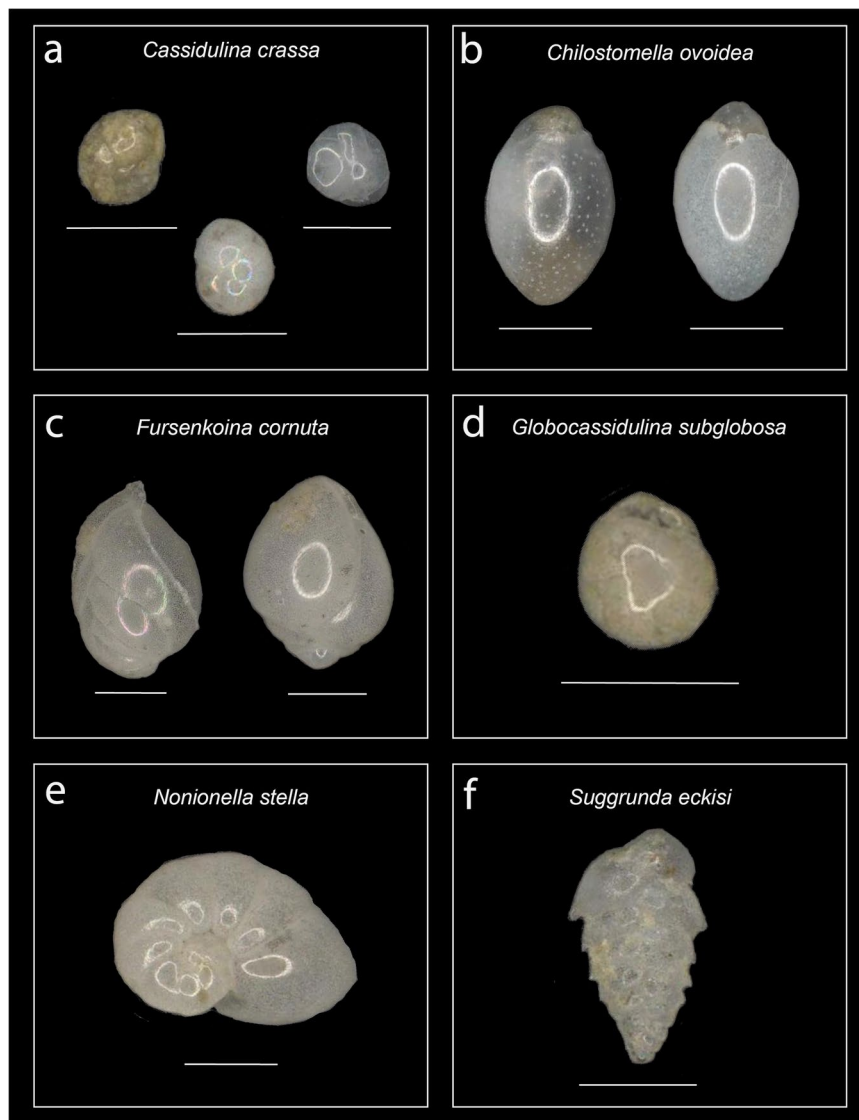 a
Cassidulina crassa
b
Chilostomella ovoidea
c
Fursenkoina cornuta
d
Globocassidulina subglobosa
e
Nonionella stella
f
Suggrunda eckisi